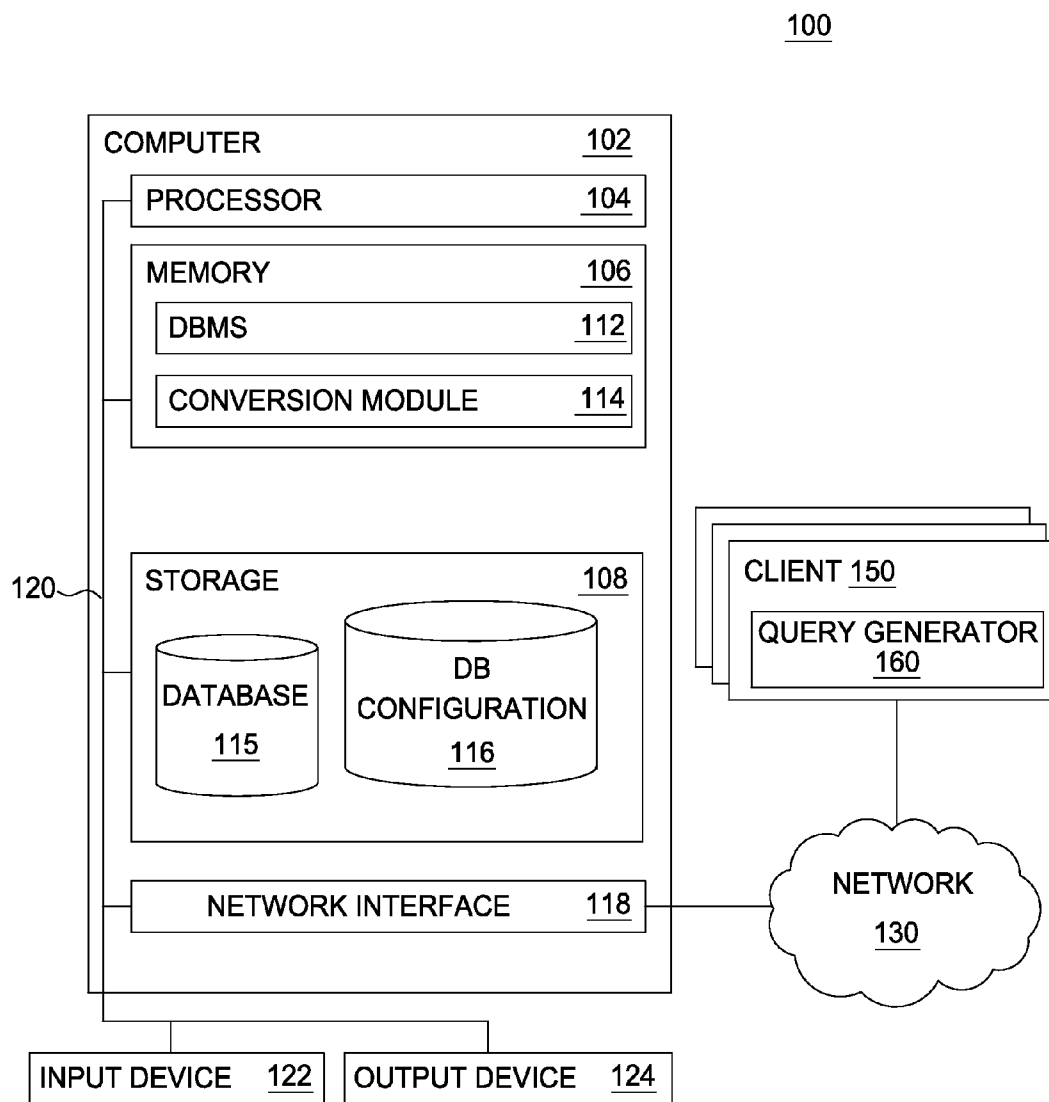 100
COMPUTER 102
PROCESSOR 104
MEMORY 106
DBMS 112
CONVERSION MODULE 114
120
STORAGE 108
DATABASE
115
DB
CONFIGURATION
116
CLIENT 150
QUERY GENERATOR
160
NETWORK INTERFACE 118
NETWORK
130
INPUT DEVICE 122
OUTPUT DEVICE 124